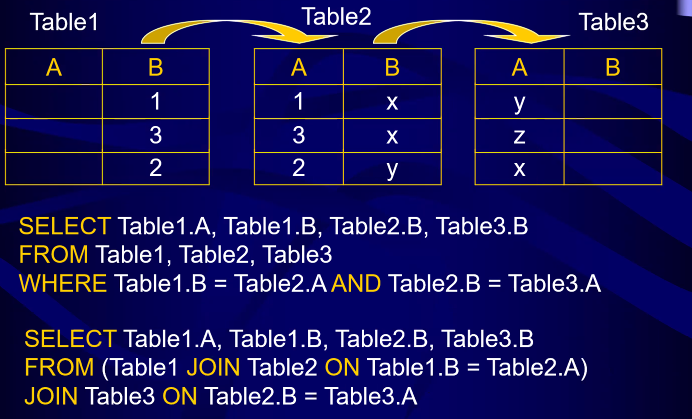 Table1 Table2 Table3
A B A B A B
1 1 x y
3 3 x z
2 2 y x
SELECT Table1.A, Table1.B, Table2.B, Table3.B
FROM Table1, Table2, Table3
WHERE Table1.B = Table2.A AND Table2.B = Table3.A
SELECT Table1.A, Table1.B, Table2.B, Table3.B
FROM (Table1 JOIN Table2 ON Table1.B = Table2.A)
JOIN Table3 ON Table2.B = Table3.A